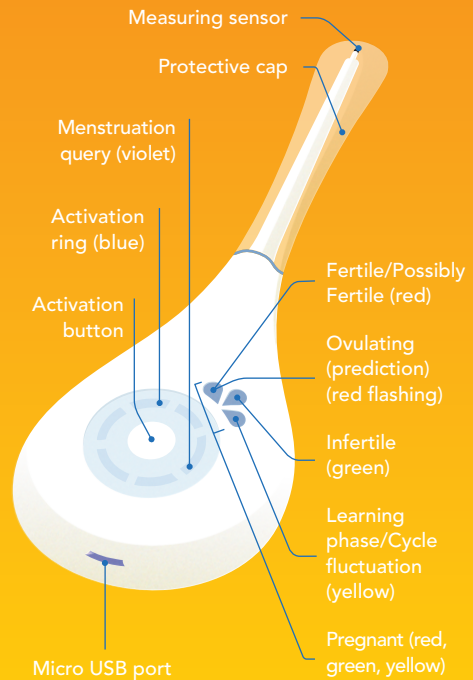 Measuring sensor
Protective cap
Menstruation
query (violet)
Activation
ring (blue)
Activation
button
Fertile/Possibly
Fertile (red)
Ovulating
(prediction)
(red flashing)
Infertile
(green)
Learning
phase/Cycle
fluctuation
(yellow)
Pregnant (red,
green, yellow)
Micro USB port